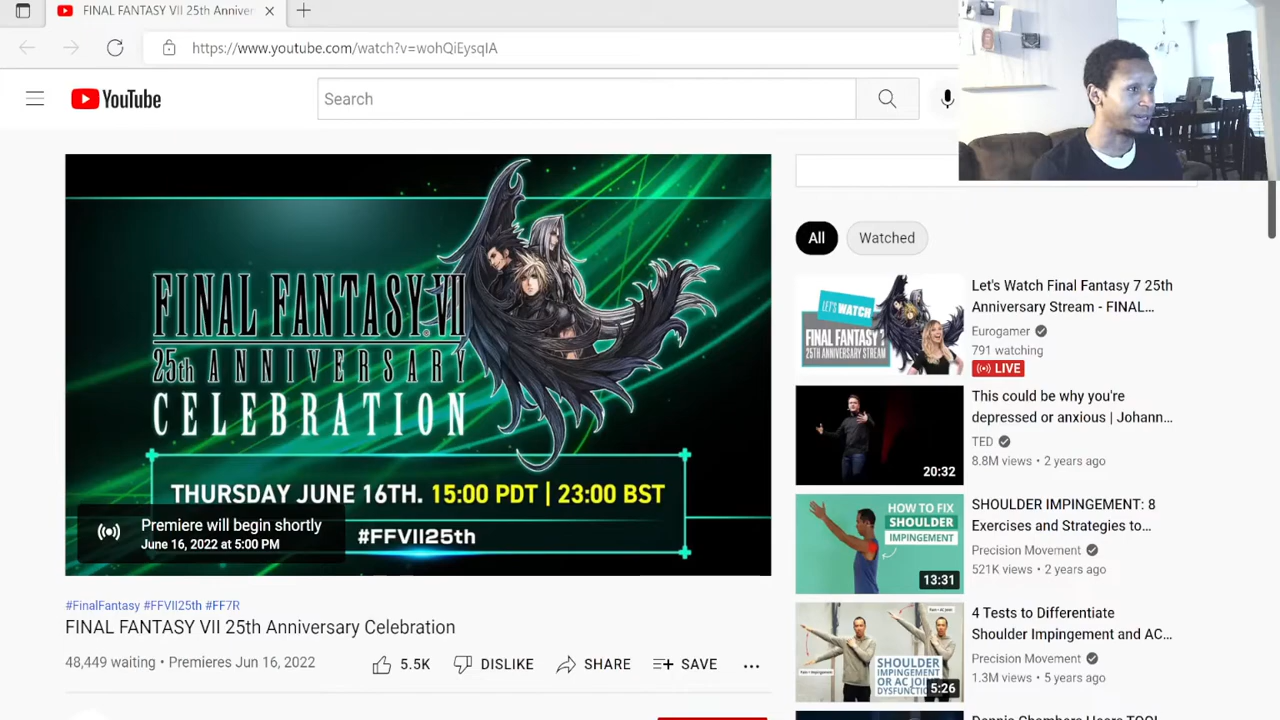 FINAL FANTASY VII 25th Anniver
https://www.youtube.com/watch?v=wohQiEysqIA
YouTube
Search
FINAL FANTASY VII
25th ANNIVERSARY
CELEBRATION
THURSDAY JUNE 16TH. 15:00 PDT | 23:00 BST
Premiere will begin shortly
June 16, 2022 at 5:00 PM
#FFVII25th
#FinalFantasy #FFVII25th #FF7R
FINAL FANTASY VII 25th Anniversary Celebration
48,449 waiting • Premieres Jun 16, 2022
5.5K
DISLIKE
SHARE
SAVE
All
Watched
LET'S WATCH
FINAL FANTASY 7
25TH ANNIVERSARY STREAM
Let's Watch Final Fantasy 7 25th
Anniversary Stream - FINAL...
Eurogamer
791 watching
LIVE
20:32
This could be why you're
depressed or anxious | Johann...
TED
8.8M views • 2 years ago
HOW TO FIX
SHOULDER
IMPINGEMENT
13:31
SHOULDER IMPINGEMENT: 8
Exercises and Strategies to...
Precision Movement
521K views • 2 years ago
SHOULDER
IMPINGEMENT
OR AC JOINT
DYSFUNCTION
5:26
4 Tests to Differentiate
Shoulder Impingement and AC...
Precision Movement
1.3M views • 5 years ago